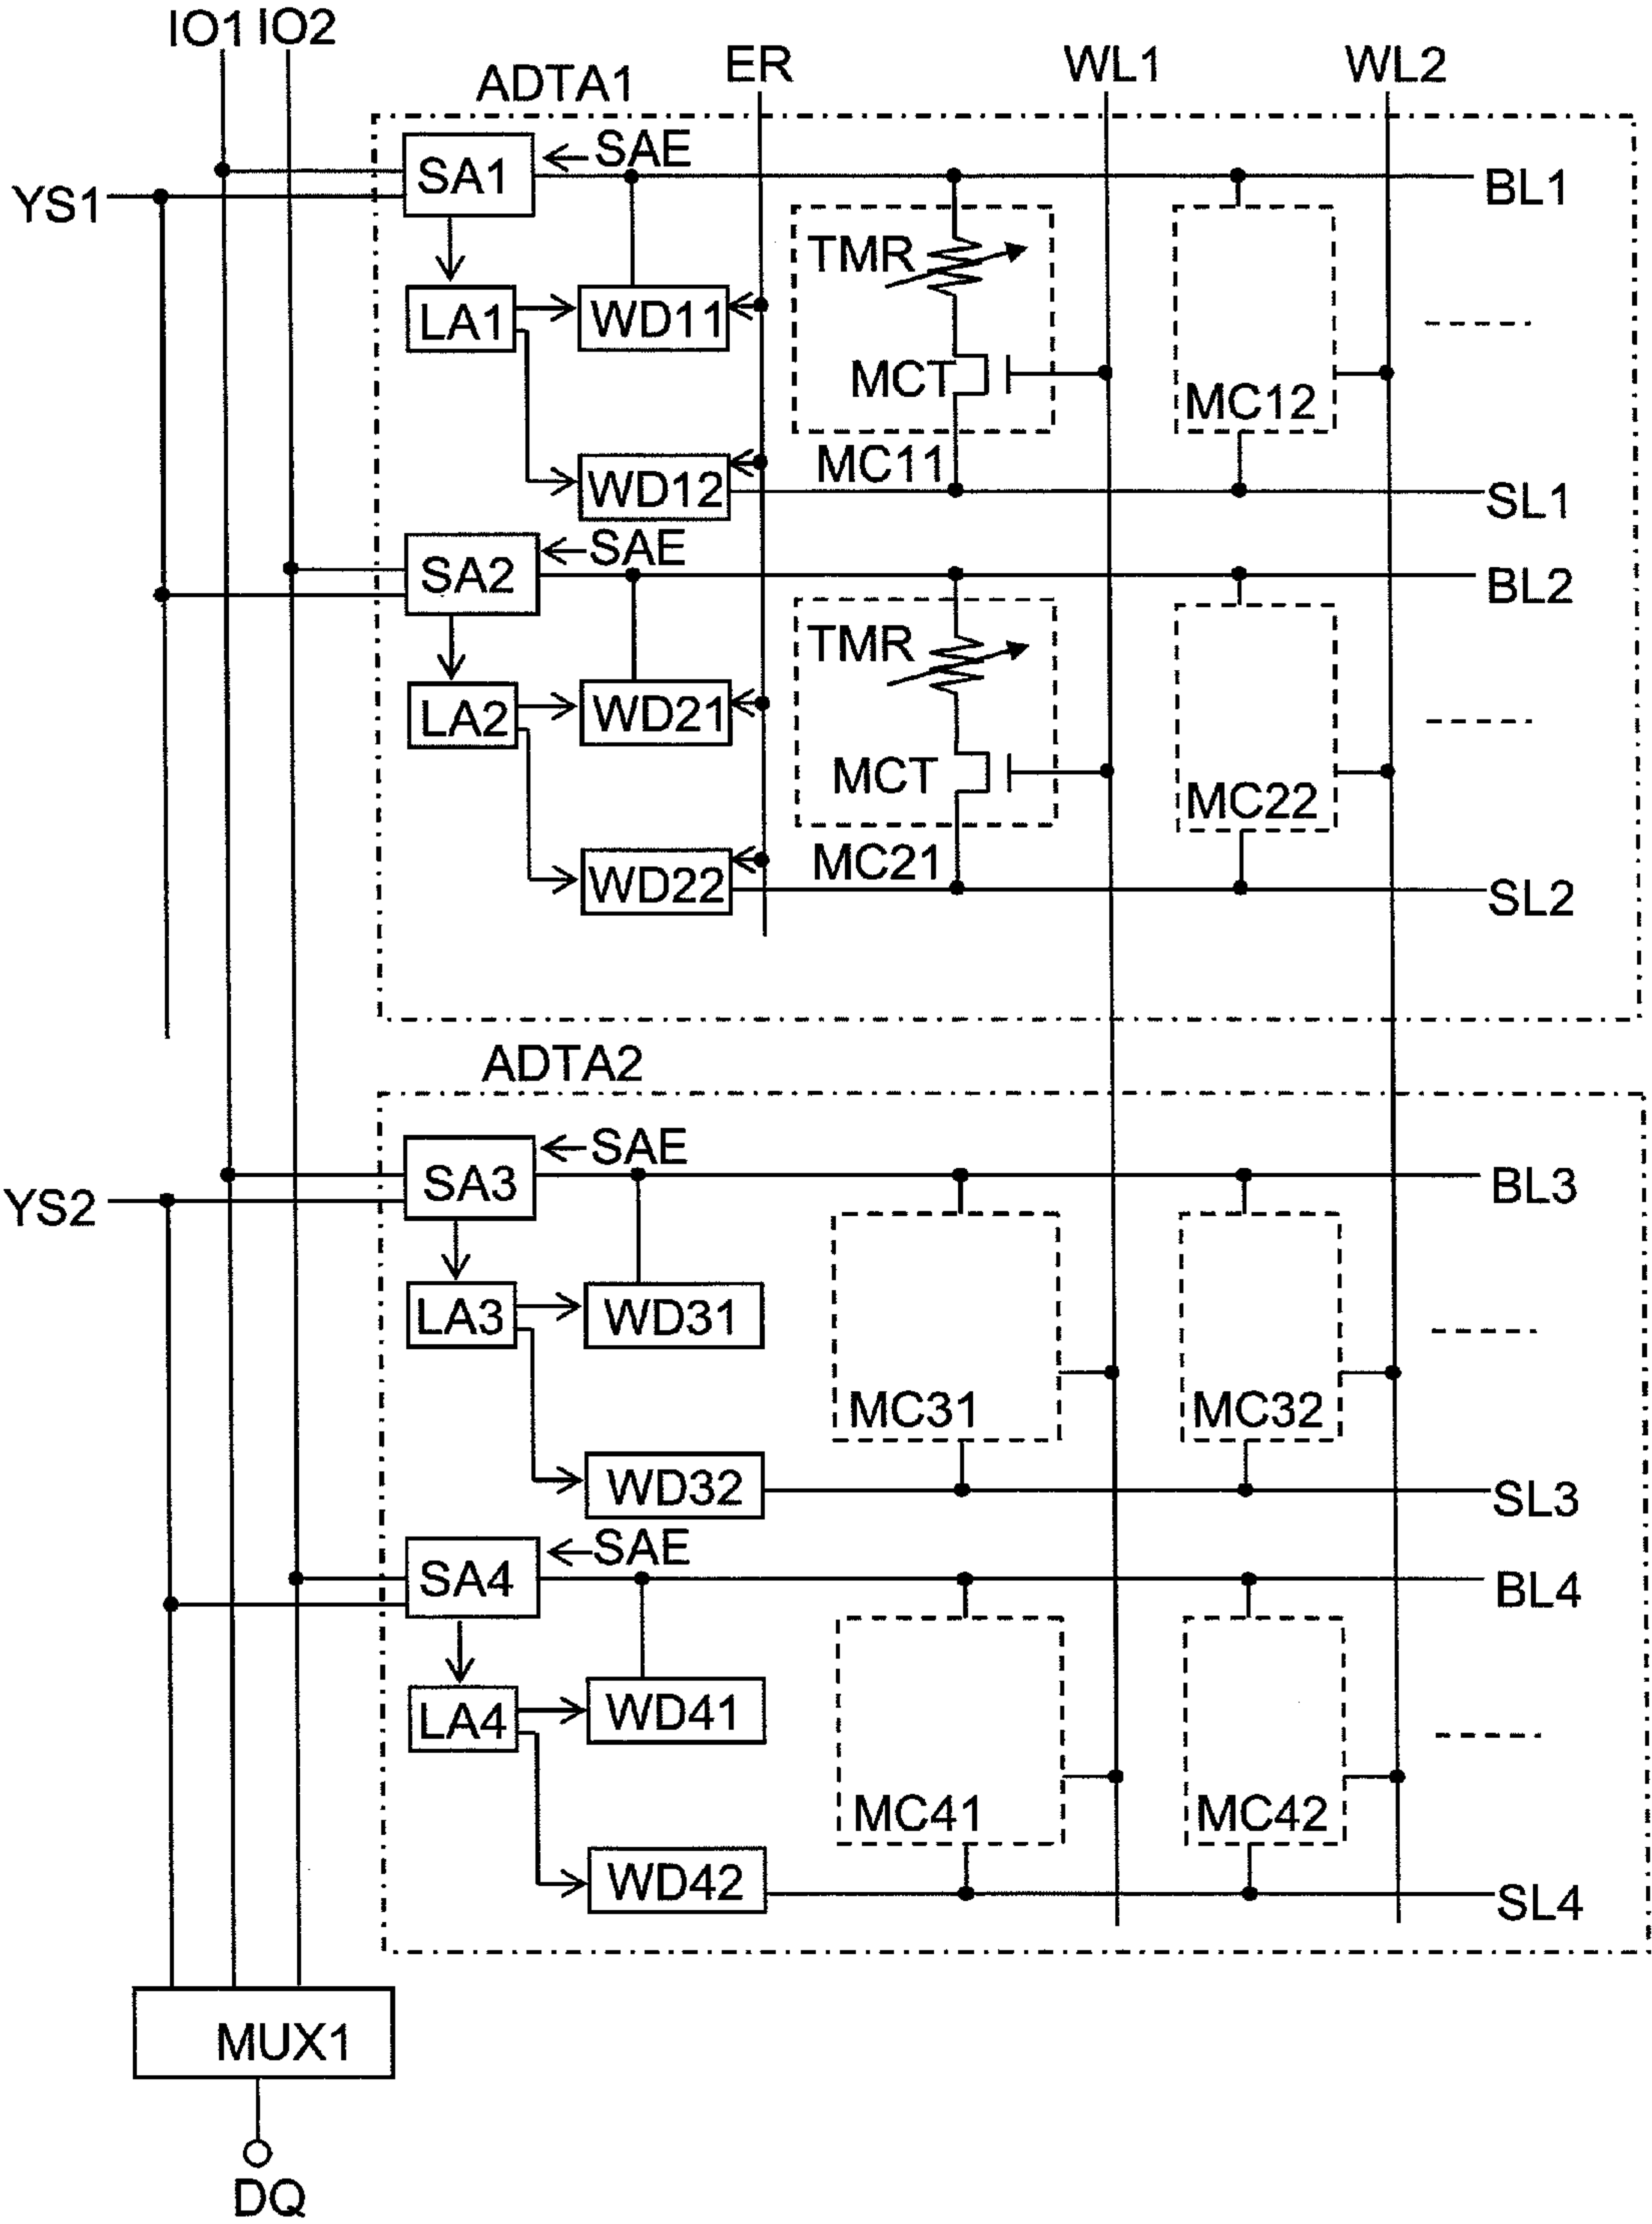 IO1 IO2
ADTA1
ER
WL1
WL2
SA1
SAE
YS1
BL1
TMR
LA1
WD11
MCT
MC12
MC11
WD12
SL1
SA2
SAE
BL2
TMR
LA2
WD21
MCT
MC22
MC21
WD22
SL2
ADTA2
SA3
SAE
YS2
BL3
LA3
WD31
MC31
MC32
WD32
SL3
SA4
SAE
BL4
LA4
WD41
MC41
MC42
WD42
SL4
MUX1
DQ